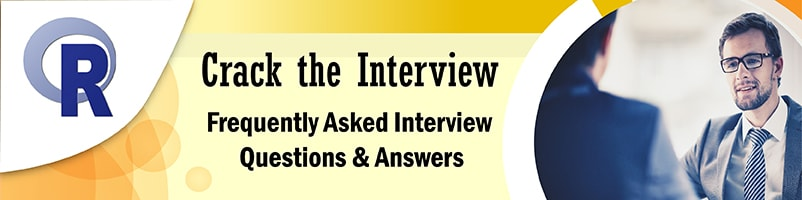 R
Crack the Interview
Frequently Asked Interview
Questions & Answers